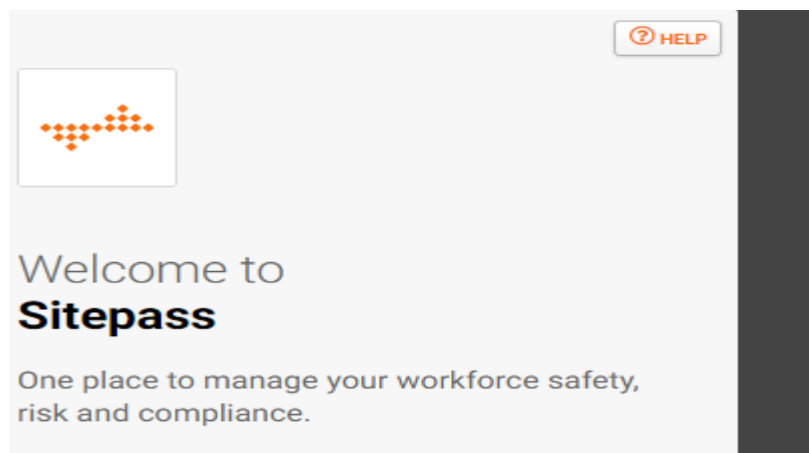 HELP
Welcome to
Sitepass
One place to manage your workforce safety,
risk and compliance.